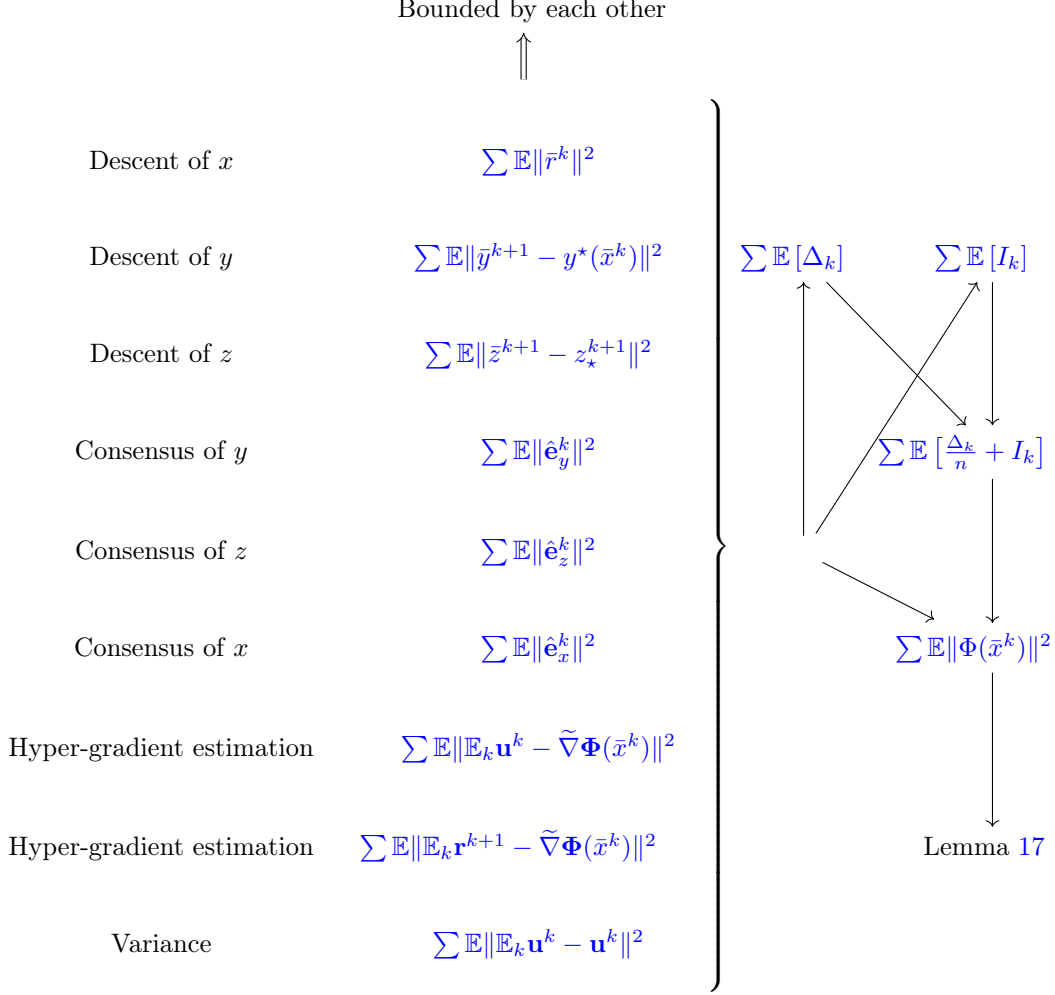 Bounded by each other
Descent of x ∑ 𝔼‖r̄^k‖²
Descent of y ∑ 𝔼‖ȳ^{k+1} − y^⋆(x̄^k)‖² ∑ 𝔼 [Δ_k] ∑ 𝔼 [I_k]
Descent of z ∑ 𝔼‖z̄^{k+1} − z_⋆^{k+1}‖²
Consensus of y ∑ 𝔼‖ê_y^k‖² ∑ 𝔼 [Δ_k/n + I_k]
Consensus of z ∑ 𝔼‖ê_z^k‖²
Consensus of x ∑ 𝔼‖ê_x^k‖² ∑ 𝔼‖Φ(x̄^k)‖²
Hyper-gradient estimation ∑ 𝔼‖𝔼_k 𝐮^k − ∇̃𝚽(x̄^k)‖²
Hyper-gradient estimation ∑ 𝔼‖𝔼_k 𝐫^{k+1} − ∇̃𝚽(x̄^k)‖² Lemma 17
Variance ∑ 𝔼‖𝔼_k 𝐮^k − 𝐮^k‖²